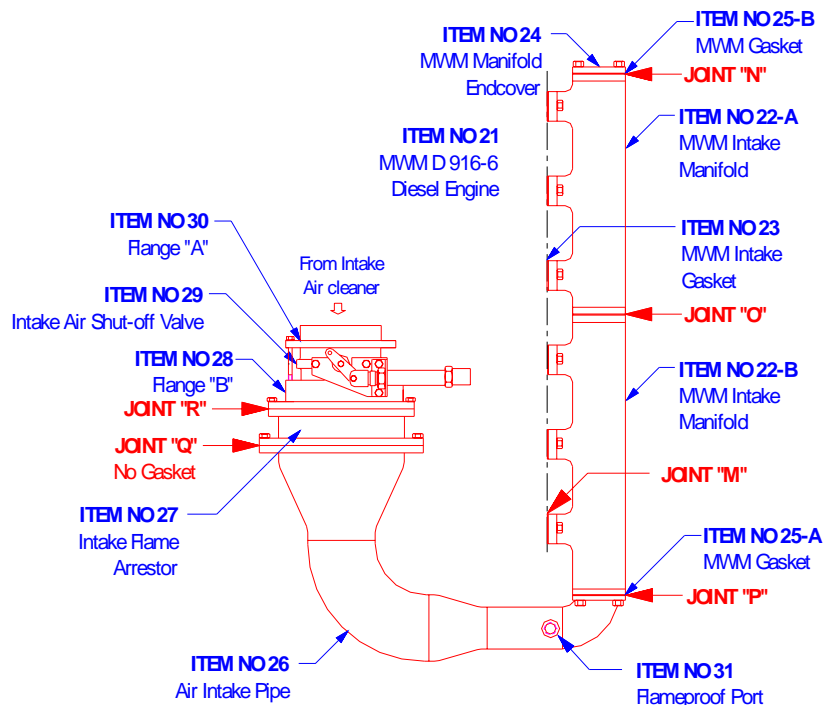 ITEM NO 25-B
MWM Gasket
ITEM NO 24
MWM Manifold
Endcover
JOINT "N"
ITEM NO 22-A
MWM Intake
Manifold
ITEM NO 21
MWM D 916-6
Diesel Engine
ITEM NO 30
Flange "A"
ITEM NO 23
MWM Intake
Gasket
From Intake
Air cleaner
ITEM NO 29
Intake Air Shut-off Valve
JOINT "O"
ITEM NO 28
Flange "B"
ITEM NO 22-B
MWM Intake
Manifold
JOINT "R"
JOINT "Q"
No Gasket
JOINT "M"
ITEM NO 27
Intake Flame
Arrestor
ITEM NO 25-A
MWM Gasket
JOINT "P"
ITEM NO 26
Air Intake Pipe
ITEM NO 31
Flameproof Port